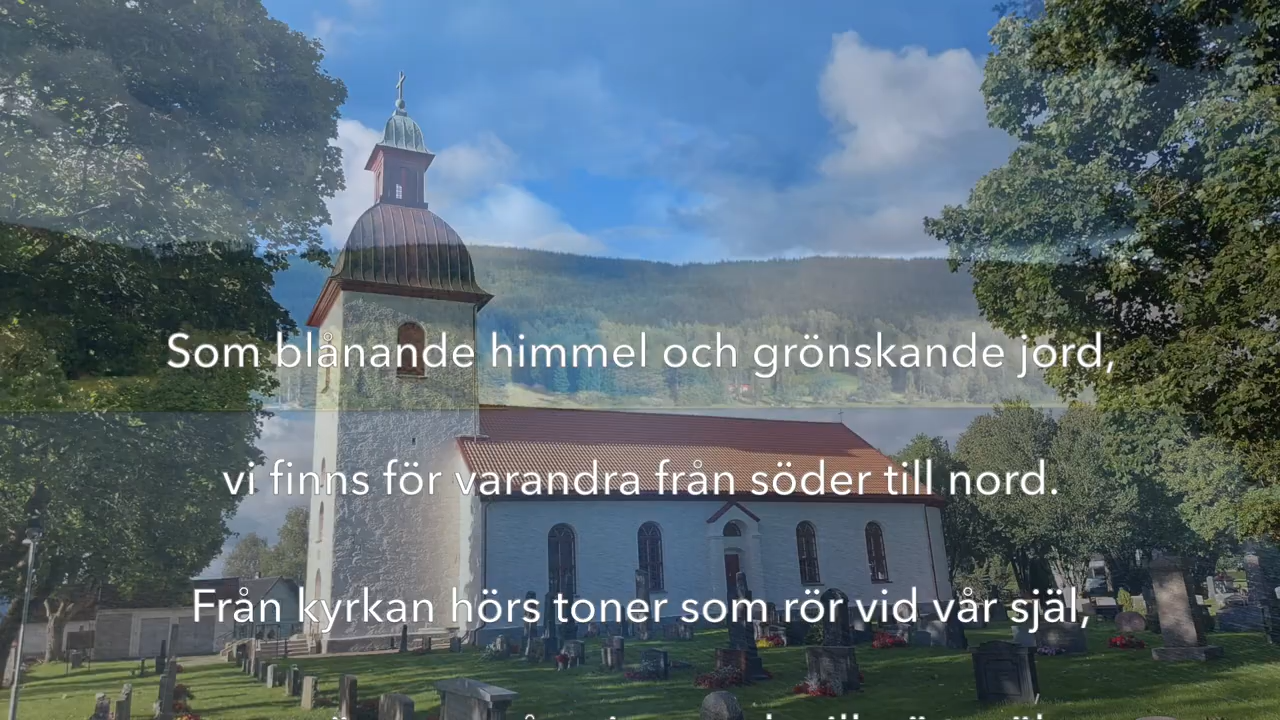 Som blånande himmel och grönskande jord,
vi finns för varandra från söder till nord.
Från kyrkan hörs toner som rör vid vår själ,